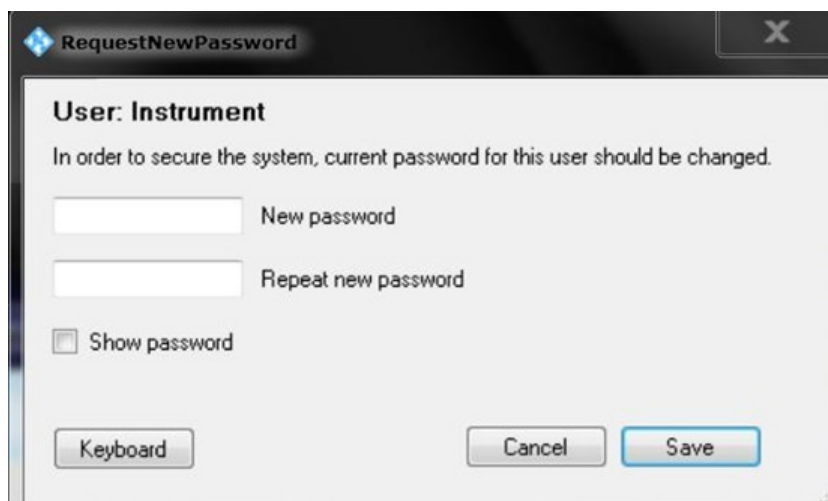 RequestNewPassword
X
User: Instrument
In order to secure the system, current password for this user should be changed.
New password
Repeat new password
Show password
Keyboard
Cancel
Save